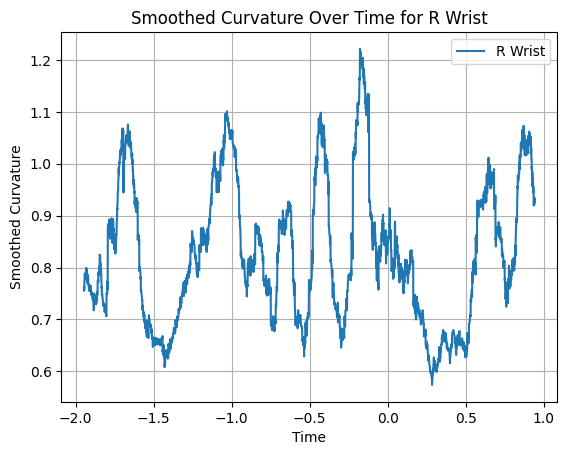 Smoothed Curvature Over Time for R Wrist
R Wrist
Smoothed Curvature
1.2
1.1
1.0
0.9
0.8
0.7
0.6
−2.0 −1.5 −1.0 −0.5 0.0 0.5 1.0
Time